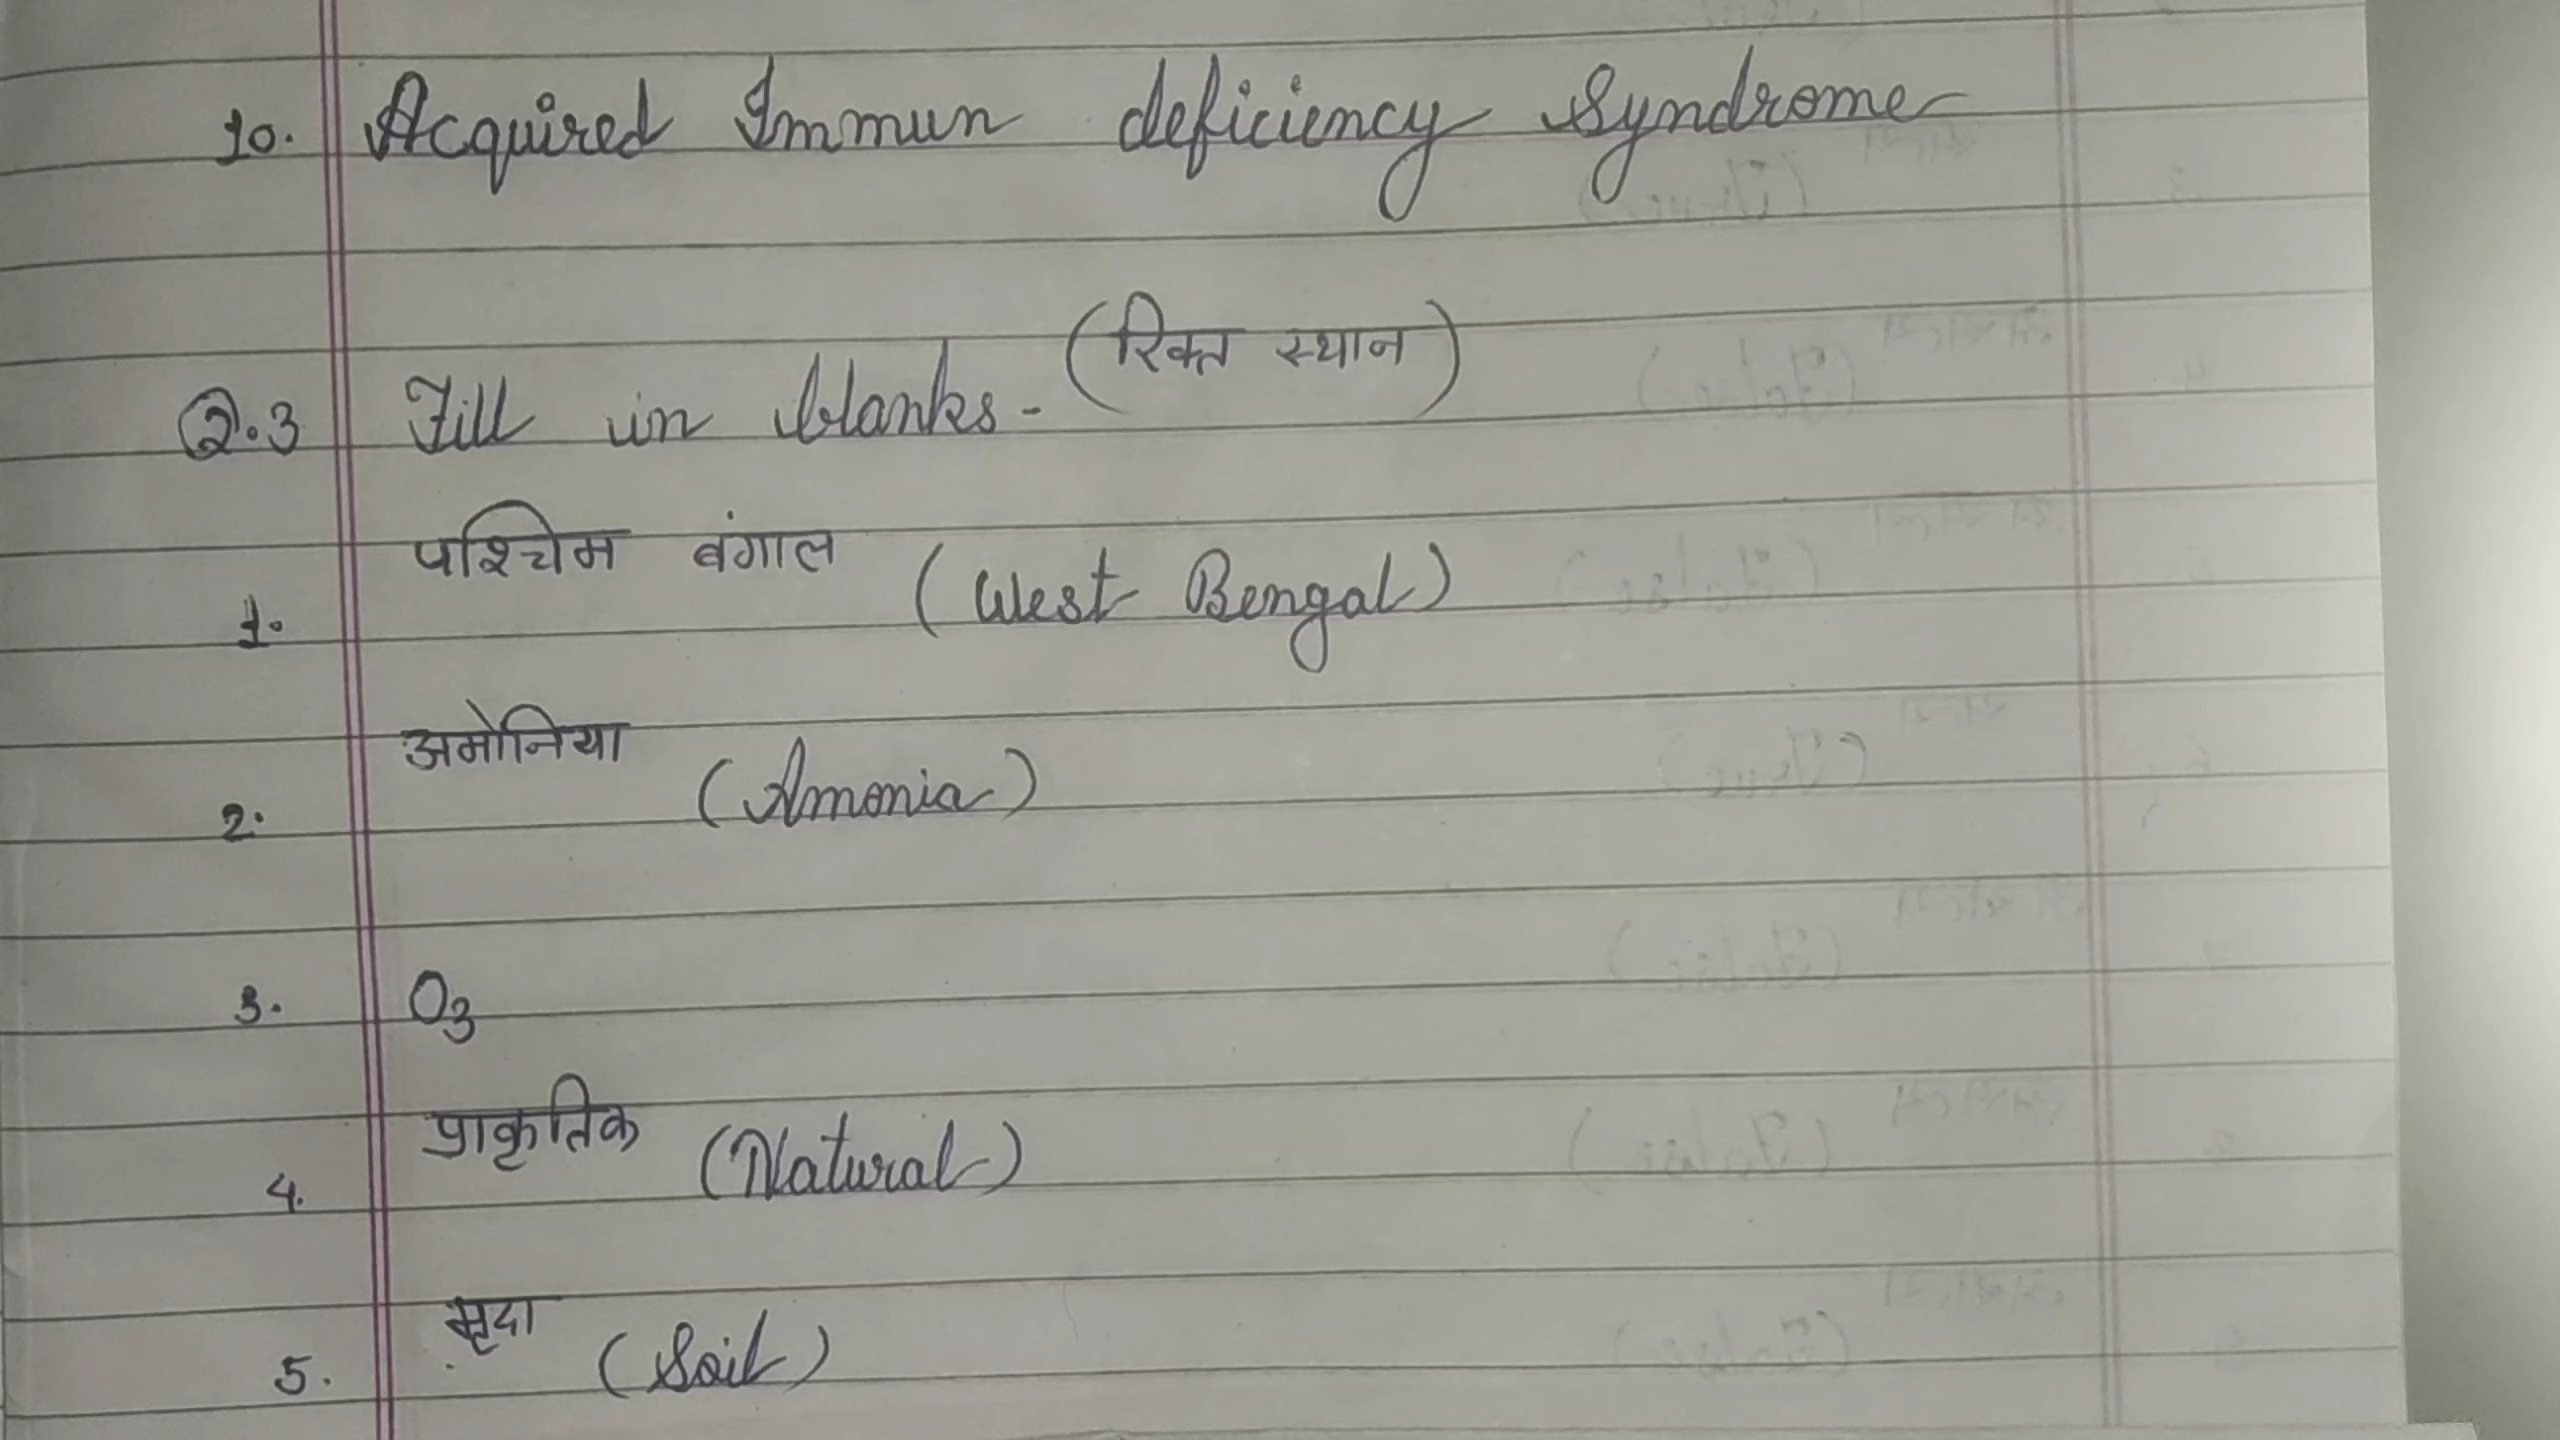 10. Acquired Immun deficiency Syndrome
Q.3 Fill in blanks - (रिक्त स्थान)
1. पश्चिम बंगाल (West Bengal)
2. अमोनिया (Amonia)
3. O3
4. प्राकृतिक (Natural)
5. मृदा (Soil)